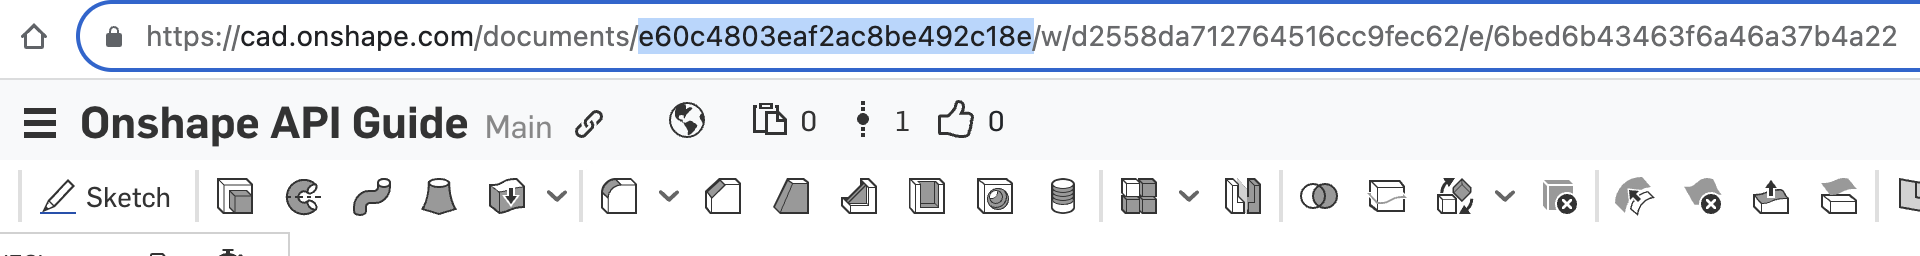 https://cad.onshape.com/documents/e60c4803eaf2ac8be492c18e/w/d2558da712764516cc9fec62/e/6bed6b43463f6a46a37b4a22
Onshape API Guide Main 0 1 0
Sketch